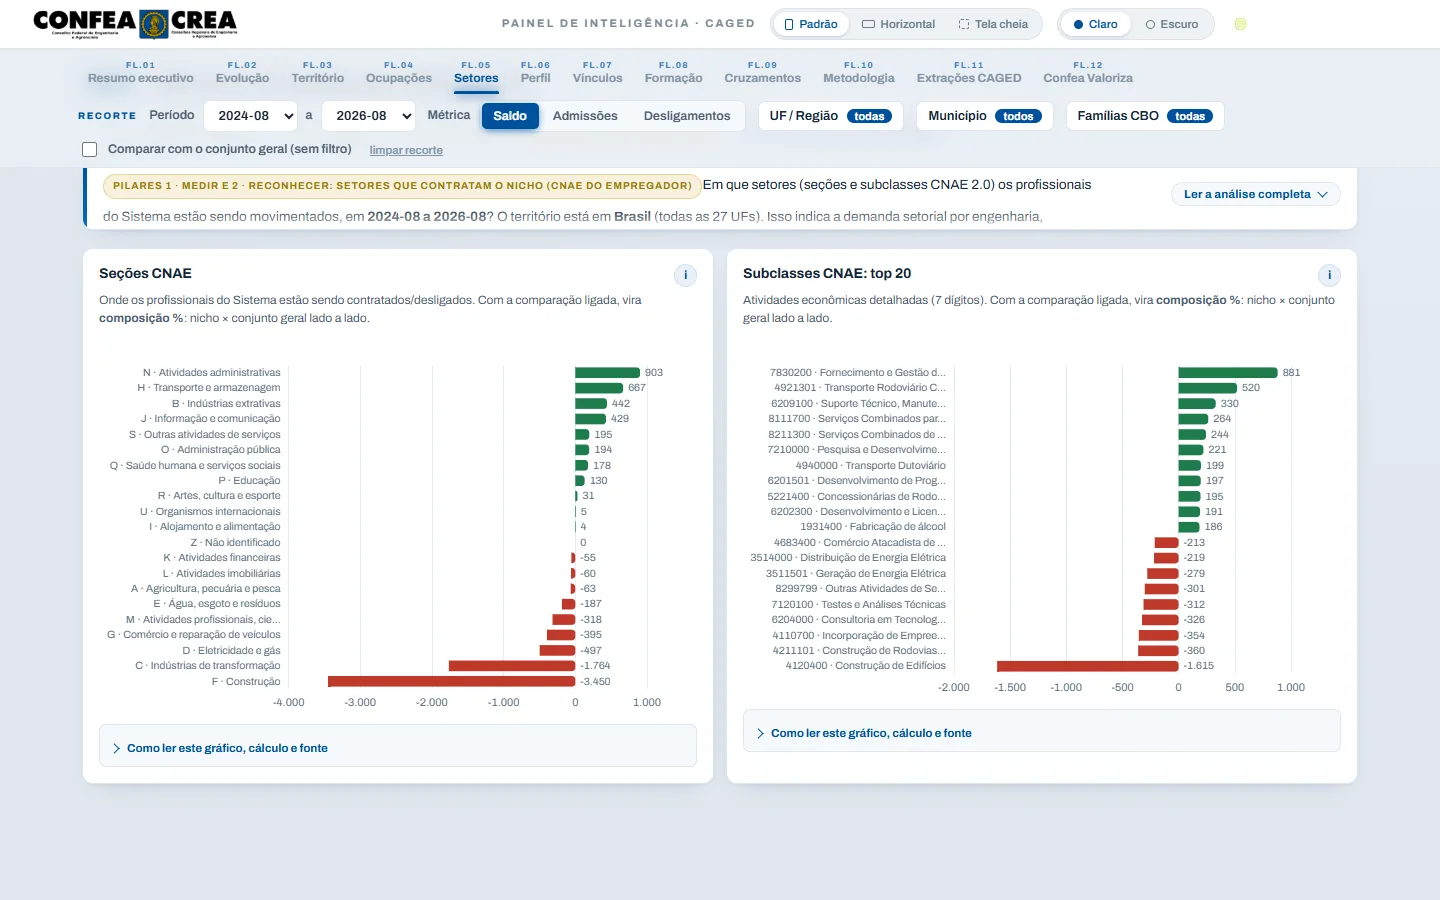 CONFEA CREA
Conselho Federal de Engenharia e Agronomia
Conselhos Regionais de Engenharia e Agronomia
PAINEL DE INTELIGÊNCIA · CAGED
Padrão Horizontal Tela cheia
Claro Escuro
FL.01 FL.02 FL.03 FL.04 FL.05 FL.06 FL.07 FL.08 FL.09 FL.10 FL.11 FL.12
Resumo executivo Evolução Território Ocupações Setores Perfil Vínculos Formação Cruzamentos Metodologia Extrações CAGED Confea Valoriza
RECORTE Período 2024-08 a 2026-08 Métrica Saldo Admissões Desligamentos UF / Região todas Município todos Famílias CBO todas
Comparar com o conjunto geral (sem filtro) limpar recorte
PILARES 1 · MEDIR E 2 · RECONHECER: SETORES QUE CONTRATAM O NICHO (CNAE DO EMPREGADOR) Em que setores (seções e subclasses CNAE 2.0) os profissionais
do Sistema estão sendo movimentados, em 2024-08 a 2026-08? O território está em Brasil (todas as 27 UFs). Isso indica a demanda setorial por engenharia,
Ler a análise completa
Seções CNAE
i
Onde os profissionais do Sistema estão sendo contratados/desligados. Com a comparação ligada, vira
composição %: nicho × conjunto geral lado a lado.
N · Atividades administrativas 903
H · Transporte e armazenagem 667
B · Indústrias extrativas 442
J · Informação e comunicação 429
S · Outras atividades de serviços 195
O · Administração pública 194
Q · Saúde humana e serviços sociais 178
P · Educação 130
R · Artes, cultura e esporte 31
U · Organismos internacionais 5
I · Alojamento e alimentação 4
Z · Não identificado 0
K · Atividades financeiras -55
L · Atividades imobiliárias -60
A · Agricultura, pecuária e pesca -63
E · Água, esgoto e resíduos -187
M · Atividades profissionais, cie... -318
G · Comércio e reparação de veículos -395
D · Eletricidade e gás -497
C · Indústrias de transformação -1.764
F · Construção -3.450
-4.000 -3.000 -2.000 -1.000 0 1.000
Como ler este gráfico, cálculo e fonte
Subclasses CNAE: top 20
i
Atividades econômicas detalhadas (7 dígitos). Com a comparação ligada, vira composição %: nicho × conjunto
geral lado a lado.
7830200 · Fornecimento e Gestão d... 881
4921301 · Transporte Rodoviário C... 520
6209100 · Suporte Técnico, Manute... 330
8111700 · Serviços Combinados par... 264
8211300 · Serviços Combinados de ... 244
7210000 · Pesquisa e Desenvolvime... 221
4940000 · Transporte Dutoviário 199
6201501 · Desenvolvimento de Prog... 197
5221400 · Concessionárias de Rodo... 195
6202300 · Desenvolvimento e Licen... 191
1931400 · Fabricação de álcool 186
4683400 · Comércio Atacadista de ... -213
3514000 · Distribuição de Energia Elétrica -219
3511501 · Geração de Energia Elétrica -279
8299799 · Outras Atividades de Se... -301
7120100 · Testes e Análises Técnicas -312
6204000 · Consultoria em Tecnolog... -326
4110700 · Incorporação de Empree... -354
4211101 · Construção de Rodovias... -360
4120400 · Construção de Edifícios -1.615
-2.000 -1.500 -1.000 -500 0 500 1.000
Como ler este gráfico, cálculo e fonte